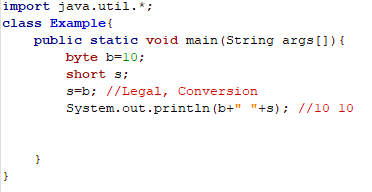 import java.util.*;
class Example{
    public static void main(String args[]){
        byte b=10;
        short s;
        s=b; //Legal, Conversion
        System.out.println(b+" "+s); //10 10
    }
}